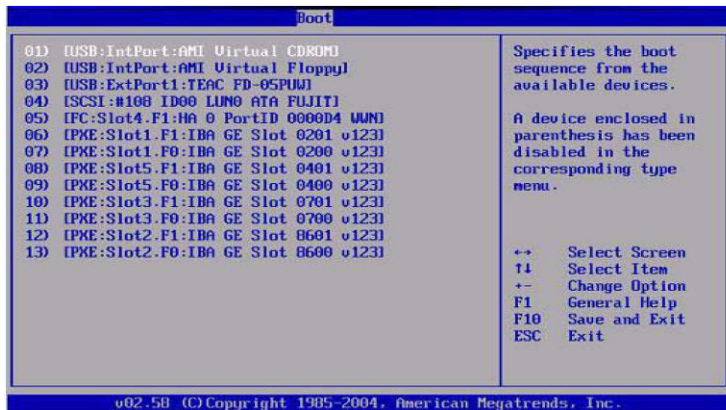 Boot
01) [USB:IntPort:AMI Virtual CDROM]
02) [USB:IntPort:AMI Virtual Floppy]
03) [USB:ExtPort1:TEAC FD-05PUW]
04) [SCSI:#108 ID00 LUN0 ATA FUJIT]
05) [FC:Slot4.F1:HA 0 PortID 0000D4 WWN]
06) [PXE:Slot1.F1:IBA GE Slot 0201 v123]
07) [PXE:Slot1.F0:IBA GE Slot 0200 v123]
08) [PXE:Slot5.F1:IBA GE Slot 0401 v123]
09) [PXE:Slot5.F0:IBA GE Slot 0400 v123]
10) [PXE:Slot3.F1:IBA GE Slot 0701 v123]
11) [PXE:Slot3.F0:IBA GE Slot 0700 v123]
12) [PXE:Slot2.F1:IBA GE Slot 8601 v123]
13) [PXE:Slot2.F0:IBA GE Slot 8600 v123]
Specifies the boot
sequence from the
available devices.
A device enclosed in
parenthesis has been
disabled in the
corresponding type
menu.
↔ Select Screen
↑↓ Select Item
+- Change Option
F1 General Help
F10 Save and Exit
ESC Exit
v02.58 (C)Copyright 1985-2004, American Megatrends, Inc.